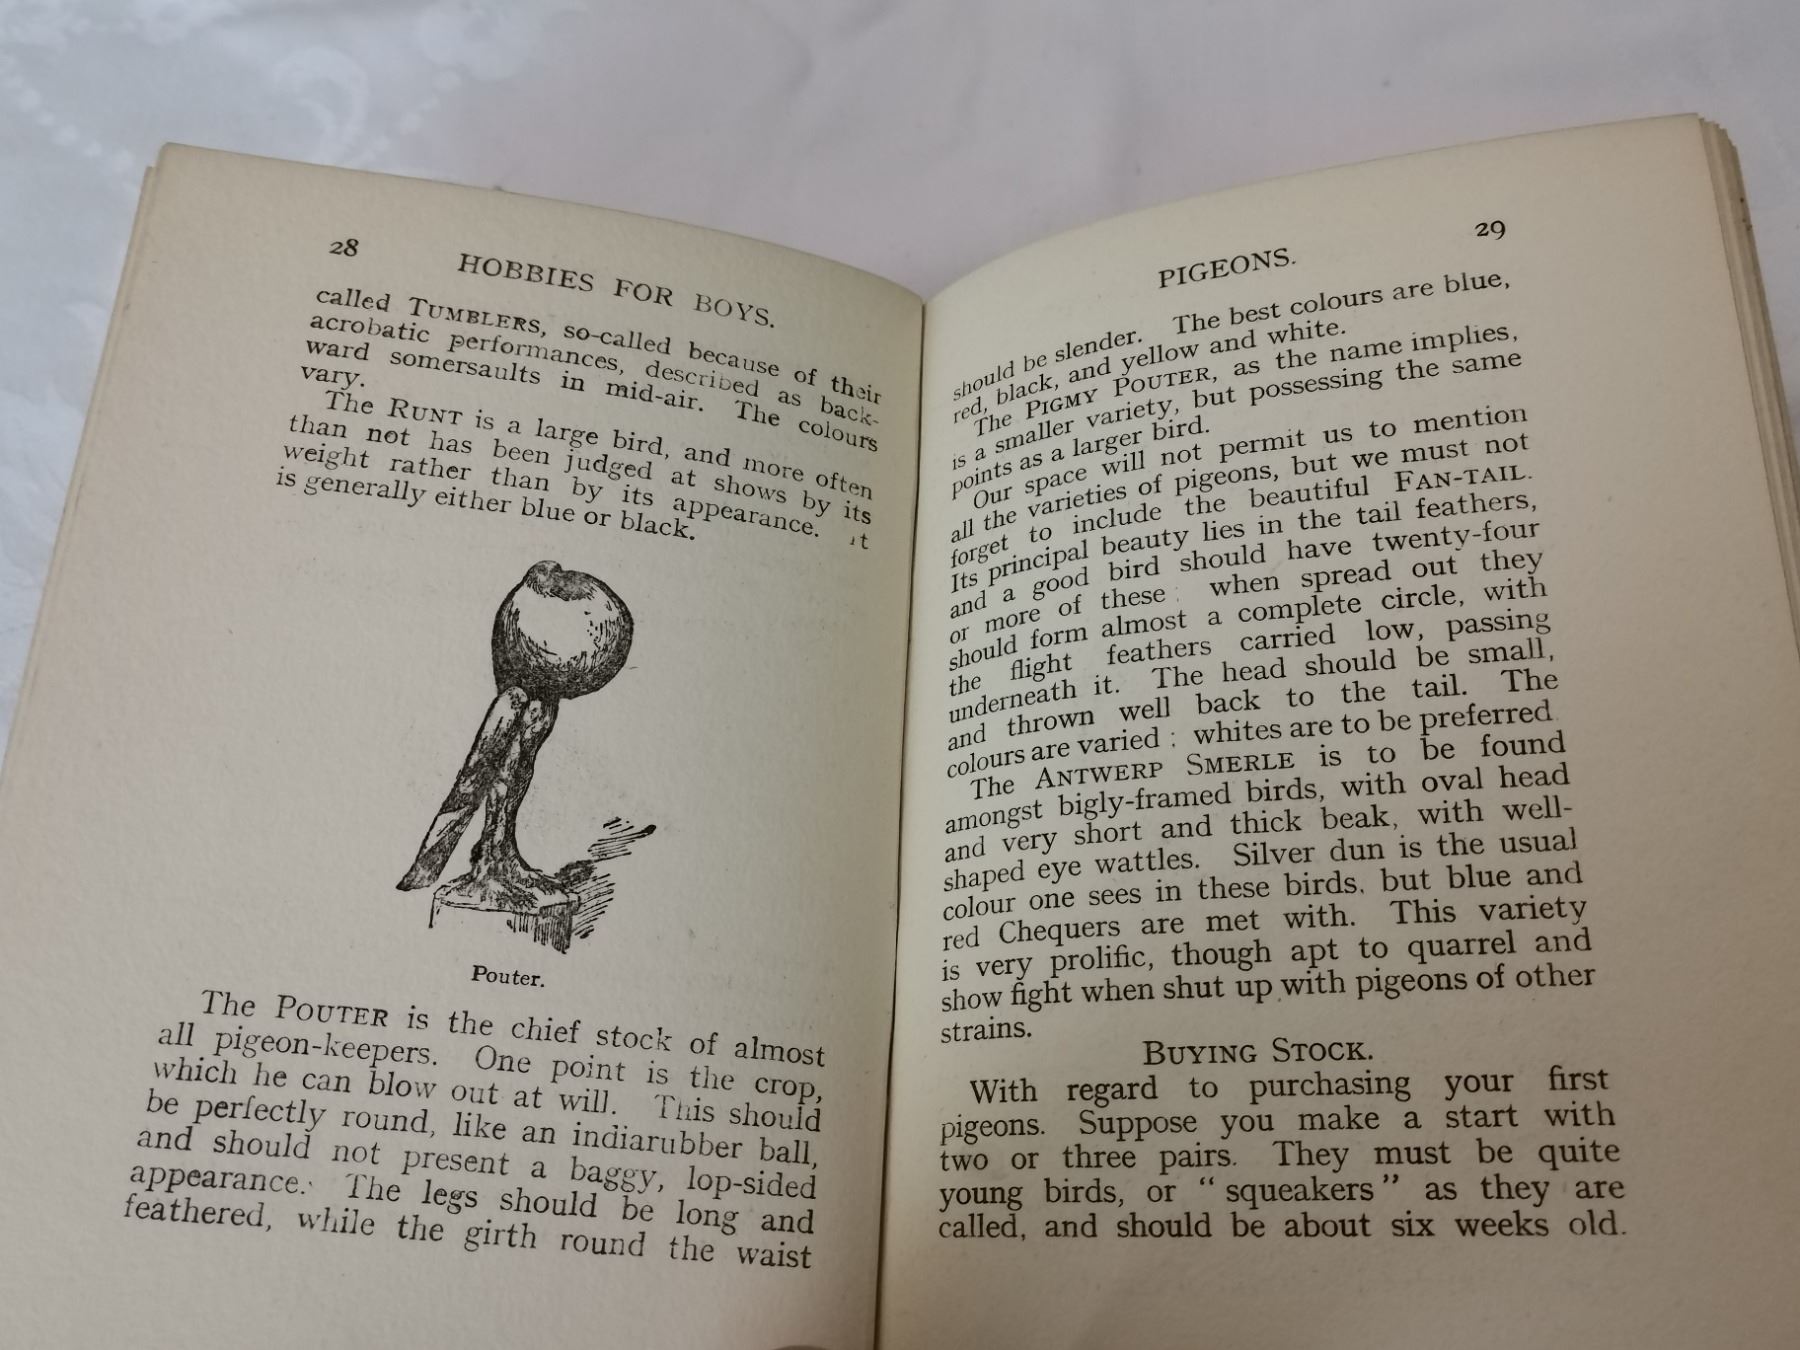 28
HOBBIES FOR BOYS.
called TUMBLERS, so-called because of their
acrobatic performances, described as back-
ward somersaults in mid-air. The colours
vary.
The RUNT is a large bird, and more often
than not has been judged at shows by its
weight rather than by its appearance. It
is generally either blue or black.
Pouter.
The POUTER is the chief stock of almost
all pigeon-keepers. One point is the crop,
which he can blow out at will. This should
be perfectly round, like an indiarubber ball,
and should not present a baggy, lop-sided
appearance. The legs should be long and
feathered, while the girth round the waist
PIGEONS.
29
should be slender. The best colours are blue,
red, black, and yellow and white.
The PIGMY POUTER, as the name implies,
is a smaller variety, but possessing the same
points as a larger bird.
Our space will not permit us to mention
all the varieties of pigeons, but we must not
forget to include the beautiful FAN-TAIL.
Its principal beauty lies in the tail feathers,
and a good bird should have twenty-four
or more of these; when spread out they
should form almost a complete circle, with
the flight feathers carried low, passing
underneath it. The head should be small,
and thrown well back to the tail. The
colours are varied: whites are to be preferred
The ANTWERP SMERLE is to be found
amongst bigly-framed birds, with oval head
and very short and thick beak, with well-
shaped eye wattles. Silver dun is the usual
colour one sees in these birds, but blue and
red Chequers are met with. This variety
is very prolific, though apt to quarrel and
show fight when shut up with pigeons of other
strains.
BUYING STOCK.
With regard to purchasing your first
pigeons. Suppose you make a start with
two or three pairs. They must be quite
young birds, or "squeakers" as they are
called, and should be about six weeks old.